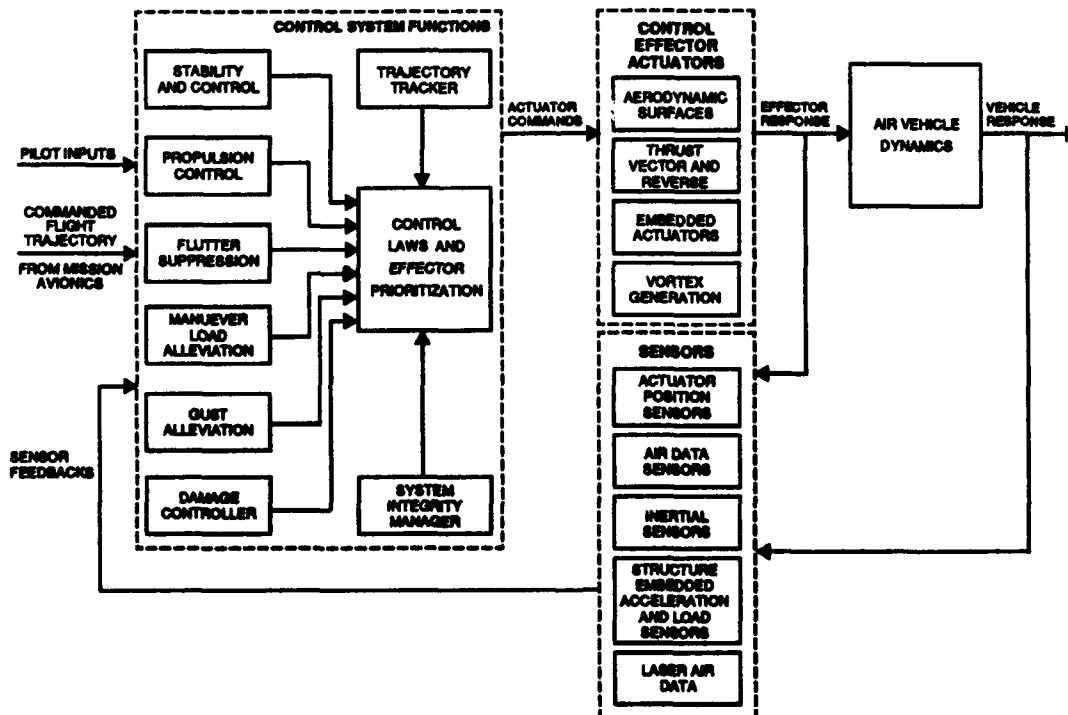 CONTROL SYSTEM FUNCTIONS
STABILITY
AND CONTROL
PROPULSION
CONTROL
FLUTTER
SUPPRESSION
MANUEVER
LOAD
ALLEVIATION
GUST
ALLEVIATION
DAMAGE
CONTROLLER
TRAJECTORY
TRACKER
CONTROL
LAWS AND
EFFECTOR
PRIORITIZATION
SYSTEM
INTEGRITY
MANAGER
PILOT INPUTS
COMMANDED
FLIGHT
TRAJECTORY
FROM MISSION
AVIONICS
SENSOR
FEEDBACKS
ACTUATOR
COMMANDS
CONTROL
EFFECTOR
ACTUATORS
AERODYNAMIC
SURFACES
THRUST
VECTOR AND
REVERSE
EMBEDDED
ACTUATORS
VORTEX
GENERATION
SENSORS
ACTUATOR
POSITION
SENSORS
AIR DATA
SENSORS
INERTIAL
SENSORS
STRUCTURE
EMBEDDED
ACCELERATION
AND LOAD
SENSORS
LASER AIR
DATA
EFFECTOR
RESPONSE
AIR VEHICLE
DYNAMICS
VEHICLE
RESPONSE